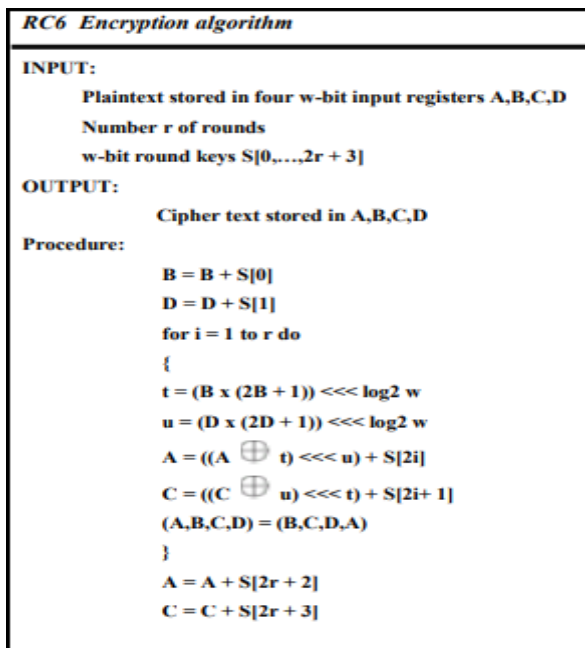 RC6 Encryption algorithm
INPUT:
Plaintext stored in four w-bit input registers A,B,C,D
Number r of rounds
w-bit round keys S[0,...,2r + 3]
OUTPUT:
Cipher text stored in A,B,C,D
Procedure:
B = B + S[0]
D = D + S[1]
for i = 1 to r do
{
t = (B x (2B + 1)) <<< log2 w
u = (D x (2D + 1)) <<< log2 w
A = ((A ⊕ t) <<< u) + S[2i]
C = ((C ⊕ u) <<< t) + S[2i+ 1]
(A,B,C,D) = (B,C,D,A)
}
A = A + S[2r + 2]
C = C + S[2r + 3]